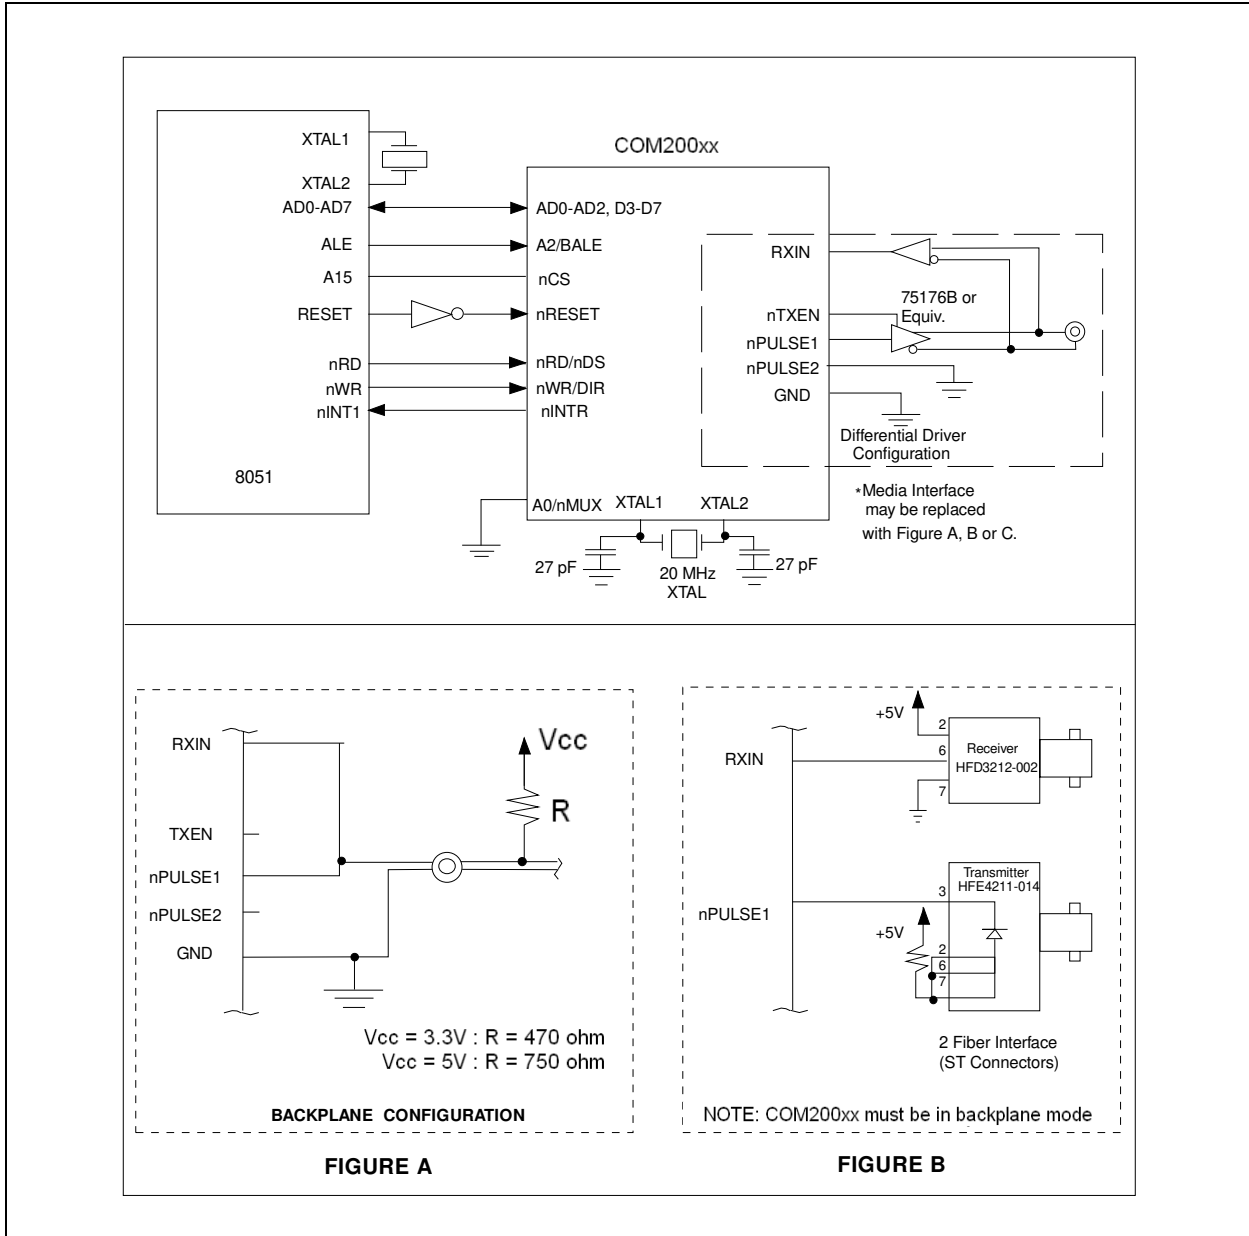 COM200xx
XTAL1
XTAL2
AD0-AD7
ALE
A15
RESET
nRD
nWR
nINT1
8051
AD0-AD2, D3-D7
A2/BALE
nCS
nRESET
nRD/nDS
nWR/DIR
nINTR
A0/nMUX
XTAL1
XTAL2
RXIN
nTXEN
nPULSE1
nPULSE2
GND
75176B or
Equiv.
Differential Driver
Configuration
*Media Interface
may be replaced
with Figure A, B or C.
27 pF
20 MHz
XTAL
27 pF
RXIN
TXEN
nPULSE1
nPULSE2
GND
Vcc
R
Vcc = 3.3V : R = 470 ohm
Vcc = 5V : R = 750 ohm
BACKPLANE CONFIGURATION
FIGURE A
+5V
2
6
7
RXIN
Receiver
HFD3212-002
Transmitter
HFE4211-014
3
nPULSE1
+5V
2
6
7
2 Fiber Interface
(ST Connectors)
NOTE: COM200xx must be in backplane mode
FIGURE B